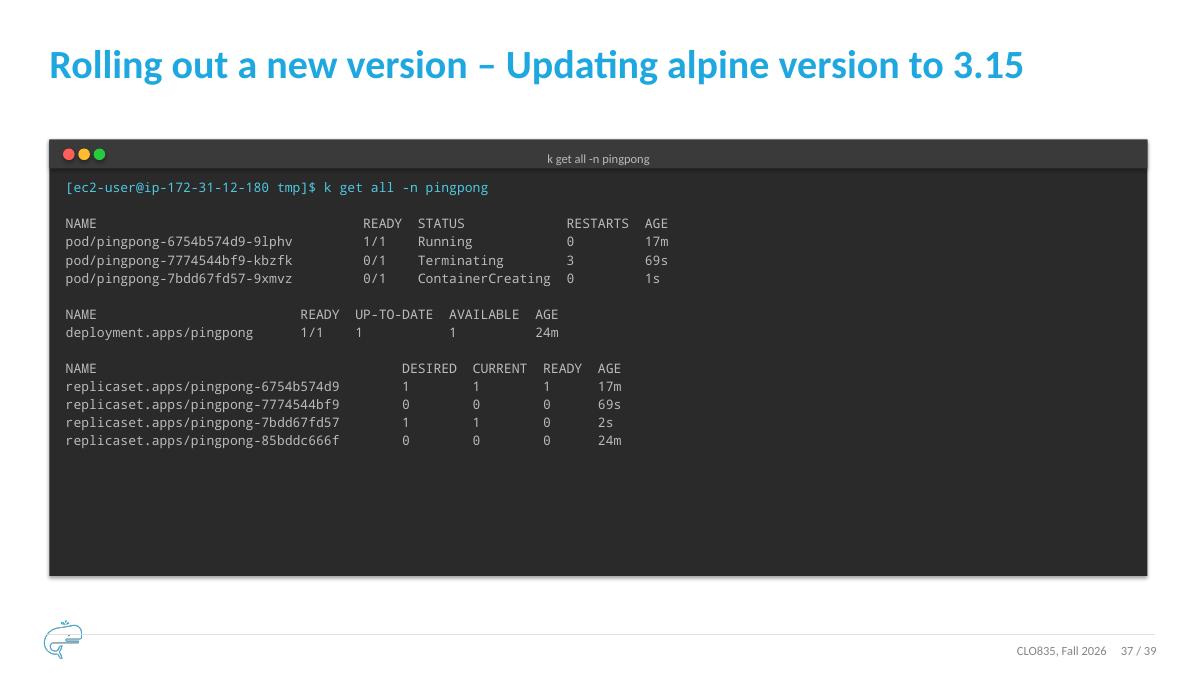 Rolling out a new version – Updating alpine version to 3.15
k get all -n pingpong
[ec2-user@ip-172-31-12-180 tmp]$ k get all -n pingpong
NAME READY STATUS RESTARTS AGE
pod/pingpong-6754b574d9-9lphv 1/1 Running 0 17m
pod/pingpong-7774544bf9-kbzfk 0/1 Terminating 3 69s
pod/pingpong-7bdd67fd57-9xmvz 0/1 ContainerCreating 0 1s
NAME READY UP-TO-DATE AVAILABLE AGE
deployment.apps/pingpong 1/1 1 1 24m
NAME DESIRED CURRENT READY AGE
replicaset.apps/pingpong-6754b574d9 1 1 1 17m
replicaset.apps/pingpong-7774544bf9 0 0 0 69s
replicaset.apps/pingpong-7bdd67fd57 1 1 0 2s
replicaset.apps/pingpong-85bddc666f 0 0 0 24m
CLO835, Fall 2026 37 / 39